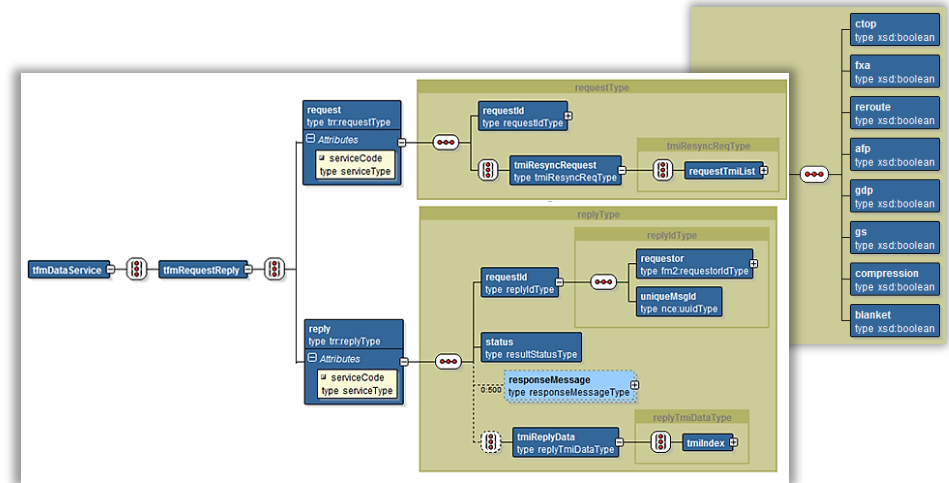 ctop
type xsd:boolean
fxa
type xsd:boolean
reroute
type xsd:boolean
afp
type xsd:boolean
gdp
type xsd:boolean
gs
type xsd:boolean
compression
type xsd:boolean
blanket
type xsd:boolean
tfmDataService
tfmRequestReply
request
type trr:requestType
Attributes
serviceCode
type serviceType
requestType
requestId
type requestIdType
tmiResyncRequest
type tmiResyncReqType
tmiResyncReqType
requestTmiList
reply
type trr:replyType
Attributes
serviceCode
type serviceType
replyType
replyIdType
requestId
type replyIdType
requestor
type fm2:requestorIdType
uniqueMsgId
type nce:uuidType
status
type resultStatusType
0:500
responseMessage
type responseMessageType
replyTmiDataType
tmiReplyData
type replyTmiDataType
tmiIndex